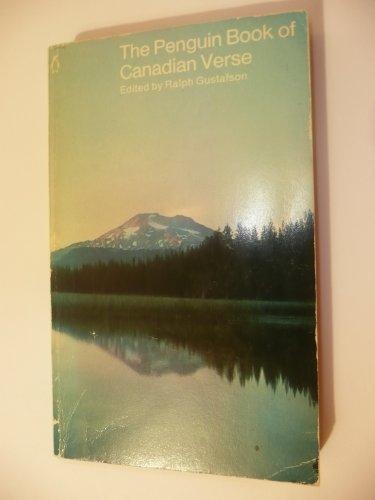 The Penguin Book of
Canadian Verse
Edited by Ralph Gustafson